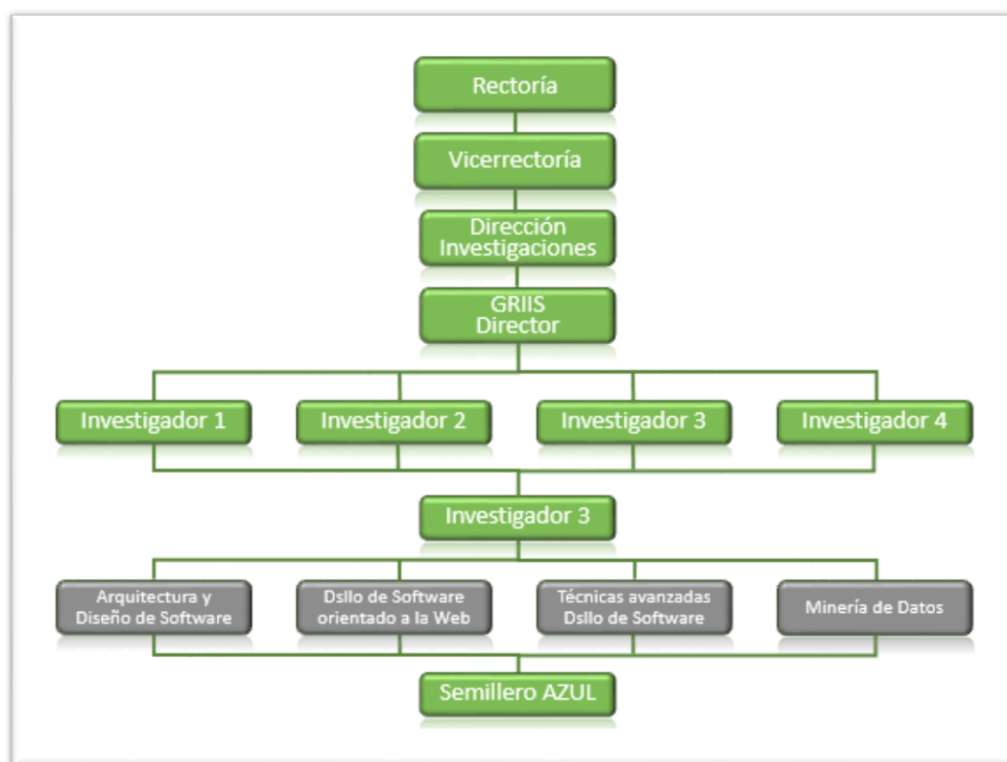 Rectoría
Vicerrectoría
Dirección
Investigaciones
GRIIS
Director
Investigador 1
Investigador 2
Investigador 3
Investigador 4
Investigador 3
Arquitectura y
Diseño de Software
Dsllo de Software
orientado a la Web
Técnicas avanzadas
Dsllo de Software
Minería de Datos
Semillero AZUL